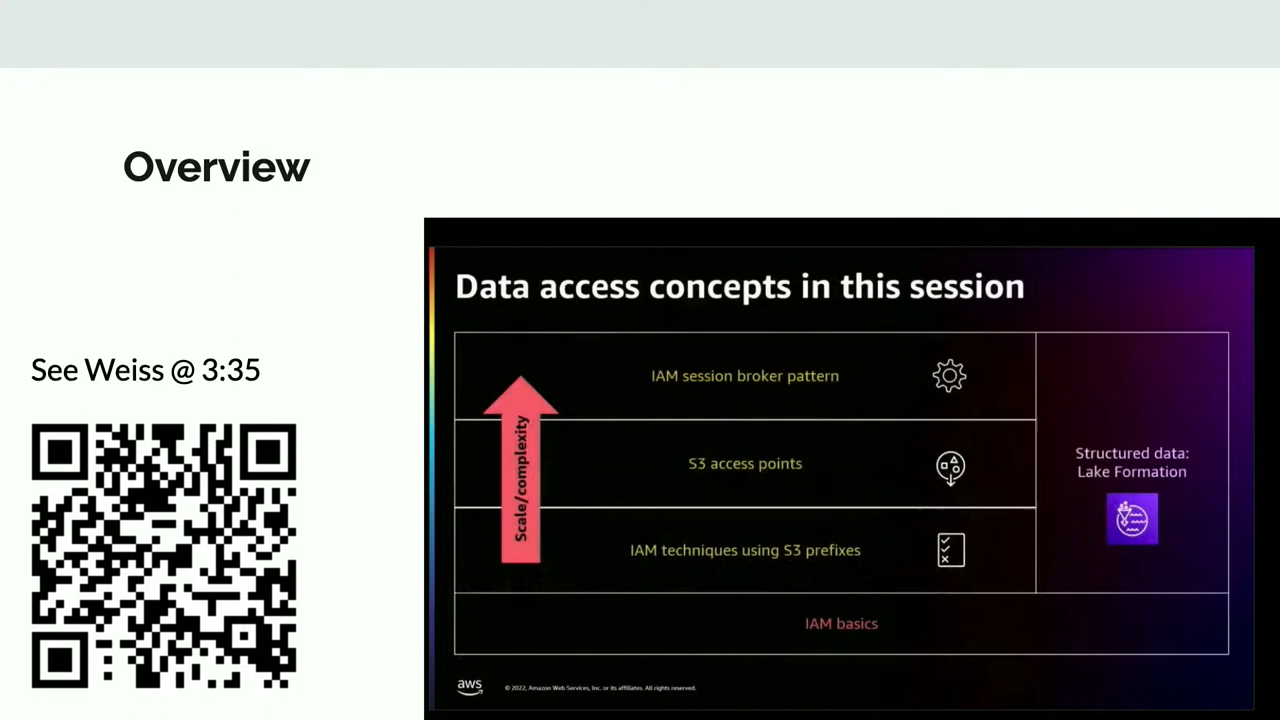 Overview
See Weiss @ 3:35
Data access concepts in this session
IAM session broker pattern
S3 access points
IAM techniques using S3 prefixes
Scale/complexity
Structured data:
Lake Formation
IAM basics
aws
© 2022, Amazon Web Services, Inc. or its affiliates. All rights reserved.